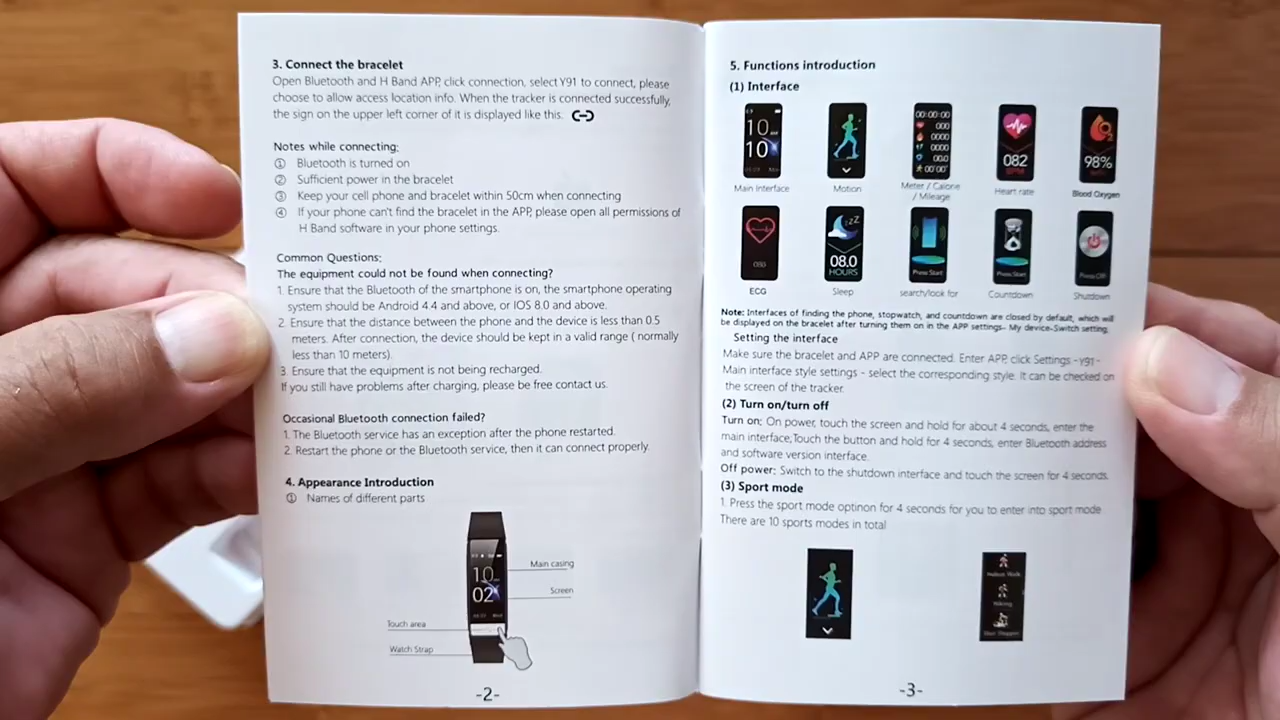 3. Connect the bracelet
Open Bluetooth and H Band APP, click connection, select Y91 to connect, please
choose to allow access location info. When the tracker is connected successfully,
the sign on the upper left corner of it is displayed like this.
Notes while connecting:
① Bluetooth is turned on
② Sufficient power in the bracelet
③ Keep your cell phone and bracelet within 50cm when connecting
④ If your phone can't find the bracelet in the APP, please open all permissions of
H Band software in your phone settings.
Common Questions:
The equipment could not be found when connecting?
1. Ensure that the Bluetooth of the smartphone is on, the smartphone operating
system should be Android 4.4 and above, or IOS 8.0 and above.
2. Ensure that the distance between the phone and the device is less than 0.5
meters. After connection, the device should be kept in a valid range ( normally
less than 10 meters).
3. Ensure that the equipment is not being recharged.
If you still have problems after charging, please be free contact us.
Occasional Bluetooth connection failed?
1. The Bluetooth service has an exception after the phone restarted.
2. Restart the phone or the Bluetooth service, then it can connect properly.
4. Appearance Introduction
① Names of different parts
10
02
Main casing
Screen
Touch area
Watch Strap
-2-
5. Functions introduction
(1) Interface
10
10
00:00:00
000
0000
0000
00.0
00'00"
082
BPM
98%
Main Interface
Motion
Meter / Calorie
/ Mileage
Heart rate
Blood Oxygen
08.0
HOURS
Press Start
Press Start
Press Off
ECG
Sleep
search/look for
Countdown
Shutdown
Note: Interfaces of finding the phone, stopwatch, and countdown are closed by default, which will
be displayed on the bracelet after turning them on in the APP settings- My device-Switch setting.
Setting the interface
Make sure the bracelet and APP are connected. Enter APP, click Settings -Y91-
Main interface style settings - select the corresponding style. It can be checked on
the screen of the tracker.
(2) Turn on/turn off
Turn on: On power, touch the screen and hold for about 4 seconds, enter the
main interface,Touch the button and hold for 4 seconds, enter Bluetooth address
and software version interface.
Off power: Switch to the shutdown interface and touch the screen for 4 seconds.
(3) Sport mode
1. Press the sport mode optinon for 4 seconds for you to enter into sport mode
There are 10 sports modes in total
Hiking
-3-